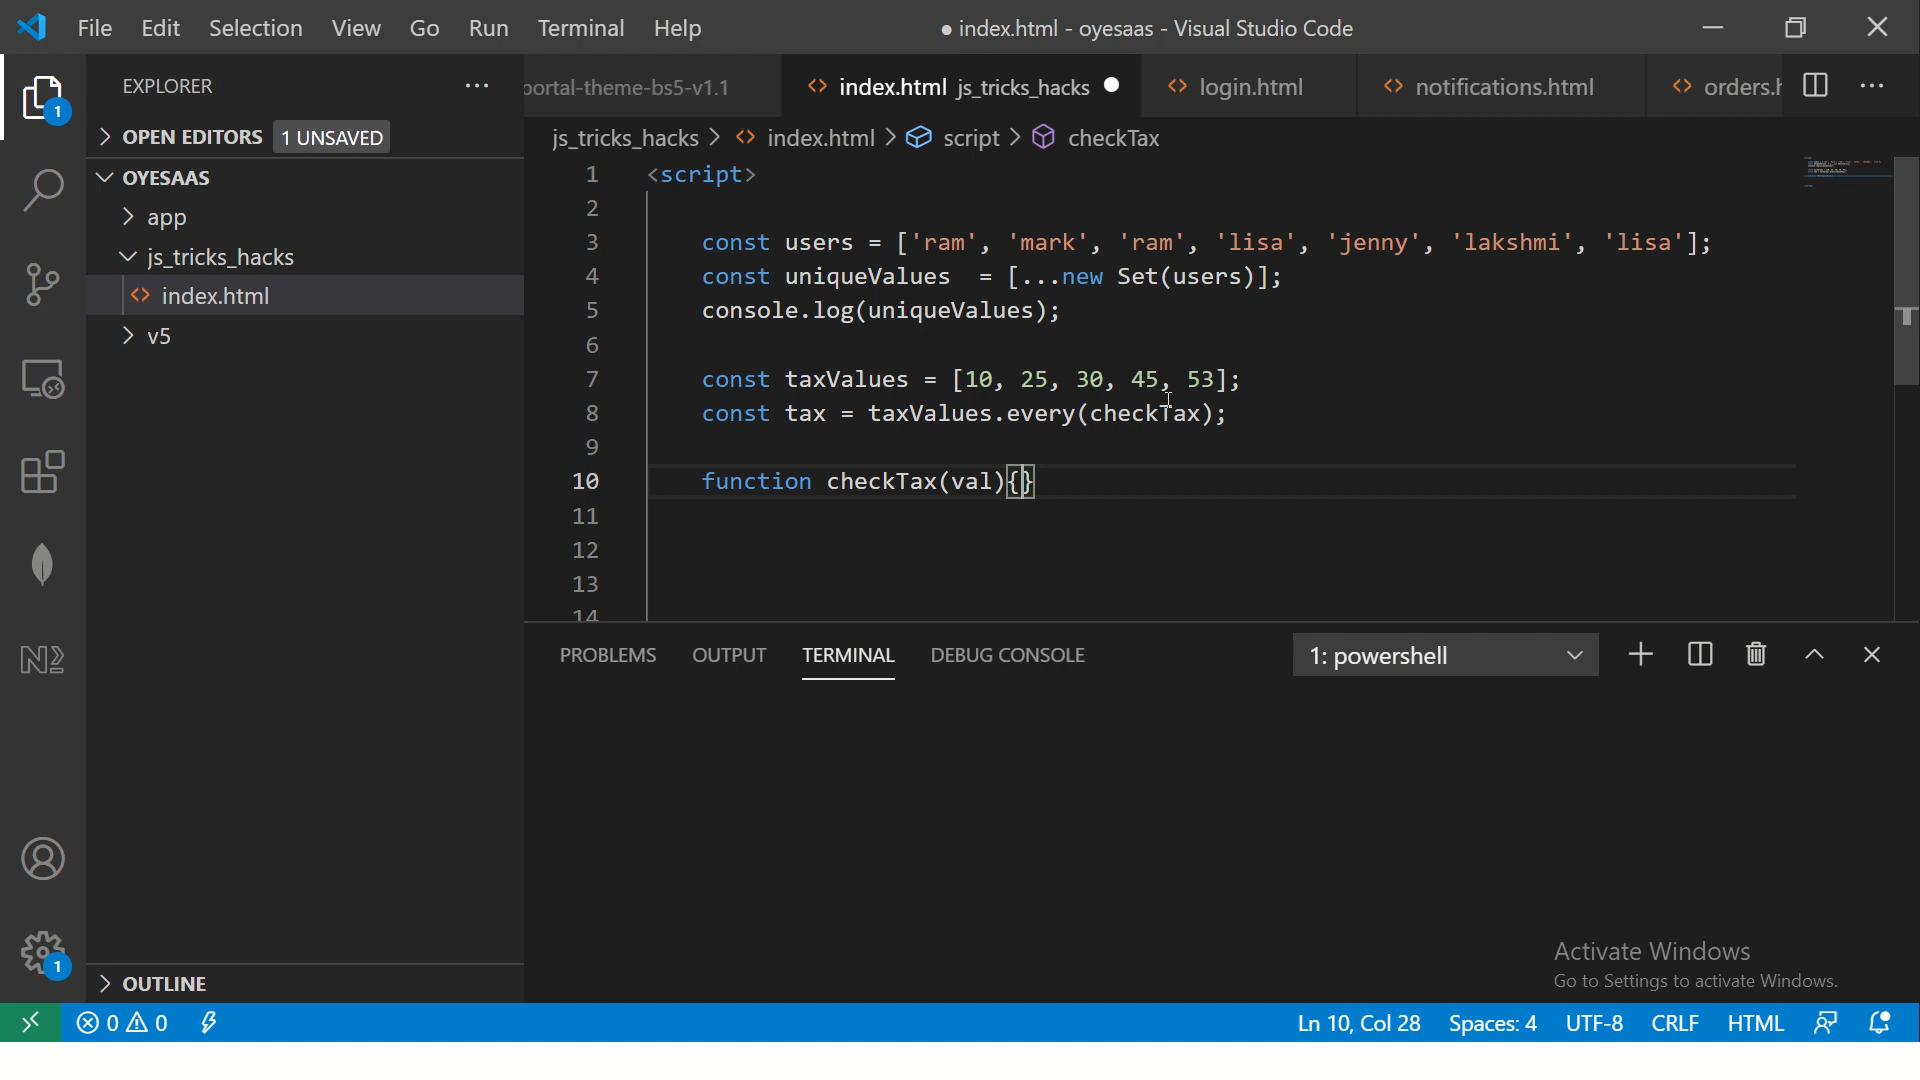 File Edit Selection View Go Run Terminal Help
● index.html - oyesaas - Visual Studio Code
EXPLORER
1
OPEN EDITORS 1 UNSAVED
OYESAAS
app
js_tricks_hacks
index.html
v5
OUTLINE
1
portal-theme-bs5-v1.1 index.html js_tricks_hacks login.html notifications.html orders.h
js_tricks_hacks > index.html > script > checkTax
1 <script>
2
3 const users = ['ram', 'mark', 'ram', 'lisa', 'jenny', 'lakshmi', 'lisa'];
4 const uniqueValues  = [...new Set(users)];
5 console.log(uniqueValues);
6
7 const taxValues = [10, 25, 30, 45, 53];
8 const tax = taxValues.every(checkTax);
9
10 function checkTax(val){}
11
12
13
14
PROBLEMS OUTPUT TERMINAL DEBUG CONSOLE
1: powershell
Activate Windows
Go to Settings to activate Windows.
0 0
Ln 10, Col 28 Spaces: 4 UTF-8 CRLF HTML